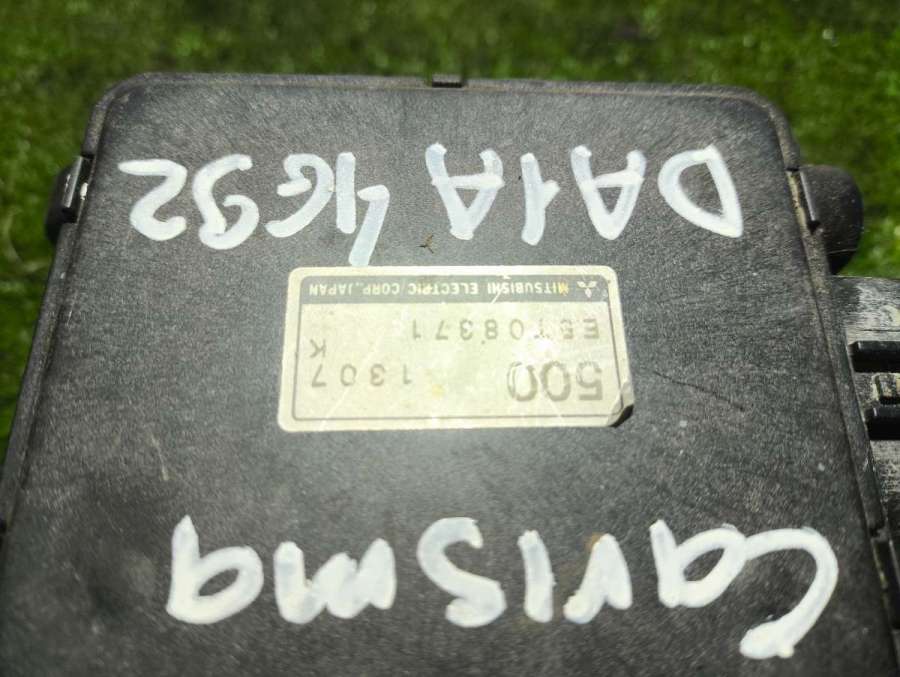 Carisma
500 1307
K
E5T08371
MITSUBISHI ELECTRIC CORP.,JAPAN
DA1A 4G92